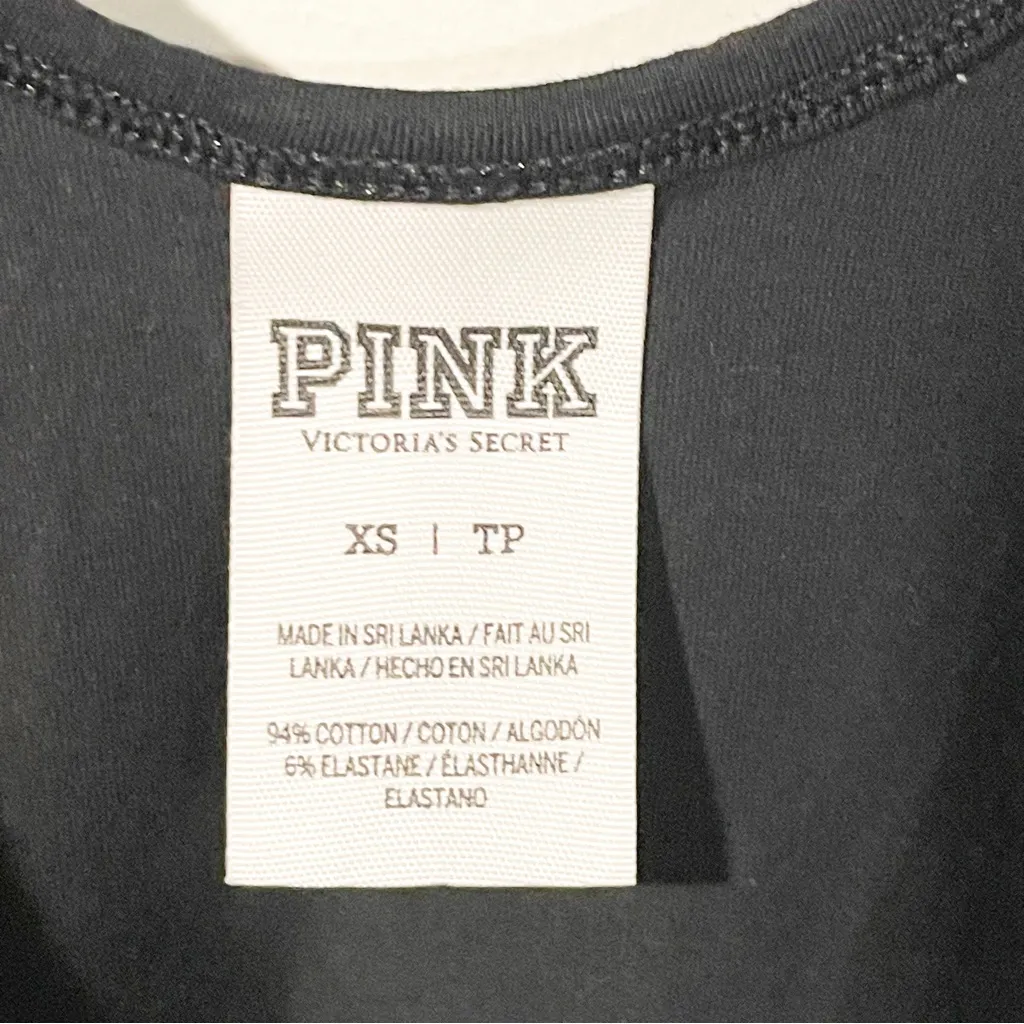 PINK
VICTORIA'S SECRET
XS | TP
MADE IN SRI LANKA / FAIT AU SRI
LANKA / HECHO EN SRI LANKA
94% COTTON / COTON / ALGODÓN
6% ELASTANE / ÉLASTHANNE /
ELASTANO